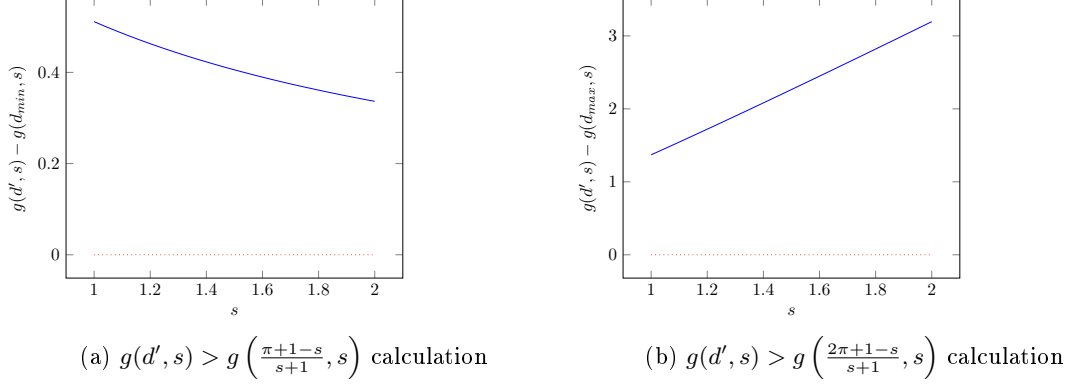 0.4
0.2
0
1 1.2 1.4 1.6 1.8 2
s
g(d′, s) − g(d_{min}, s)
(a) g(d′, s) > g(\frac{π+1−s}{s+1}, s) calculation
3
2
1
0
1 1.2 1.4 1.6 1.8 2
s
g(d′, s) − g(d_{max}, s)
(b) g(d′, s) > g(\frac{2π+1−s}{s+1}, s) calculation